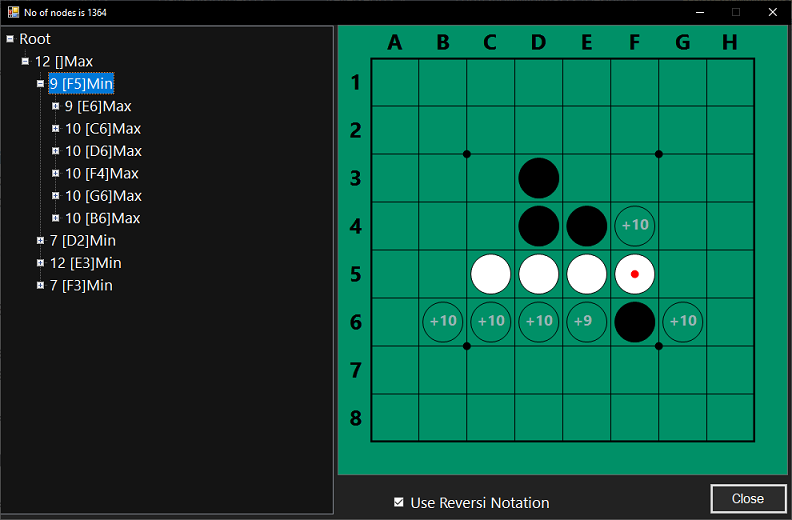 No of nodes is 1364
Root
12 []Max
9 [F5]Min
9 [E6]Max
10 [C6]Max
10 [D6]Max
10 [F4]Max
10 [G6]Max
10 [B6]Max
7 [D2]Min
12 [E3]Min
7 [F3]Min
A B C D E F G H
1
2
3
4 +10
5
6 +10 +10 +10 +9 +10
7
8
Use Reversi Notation
Close